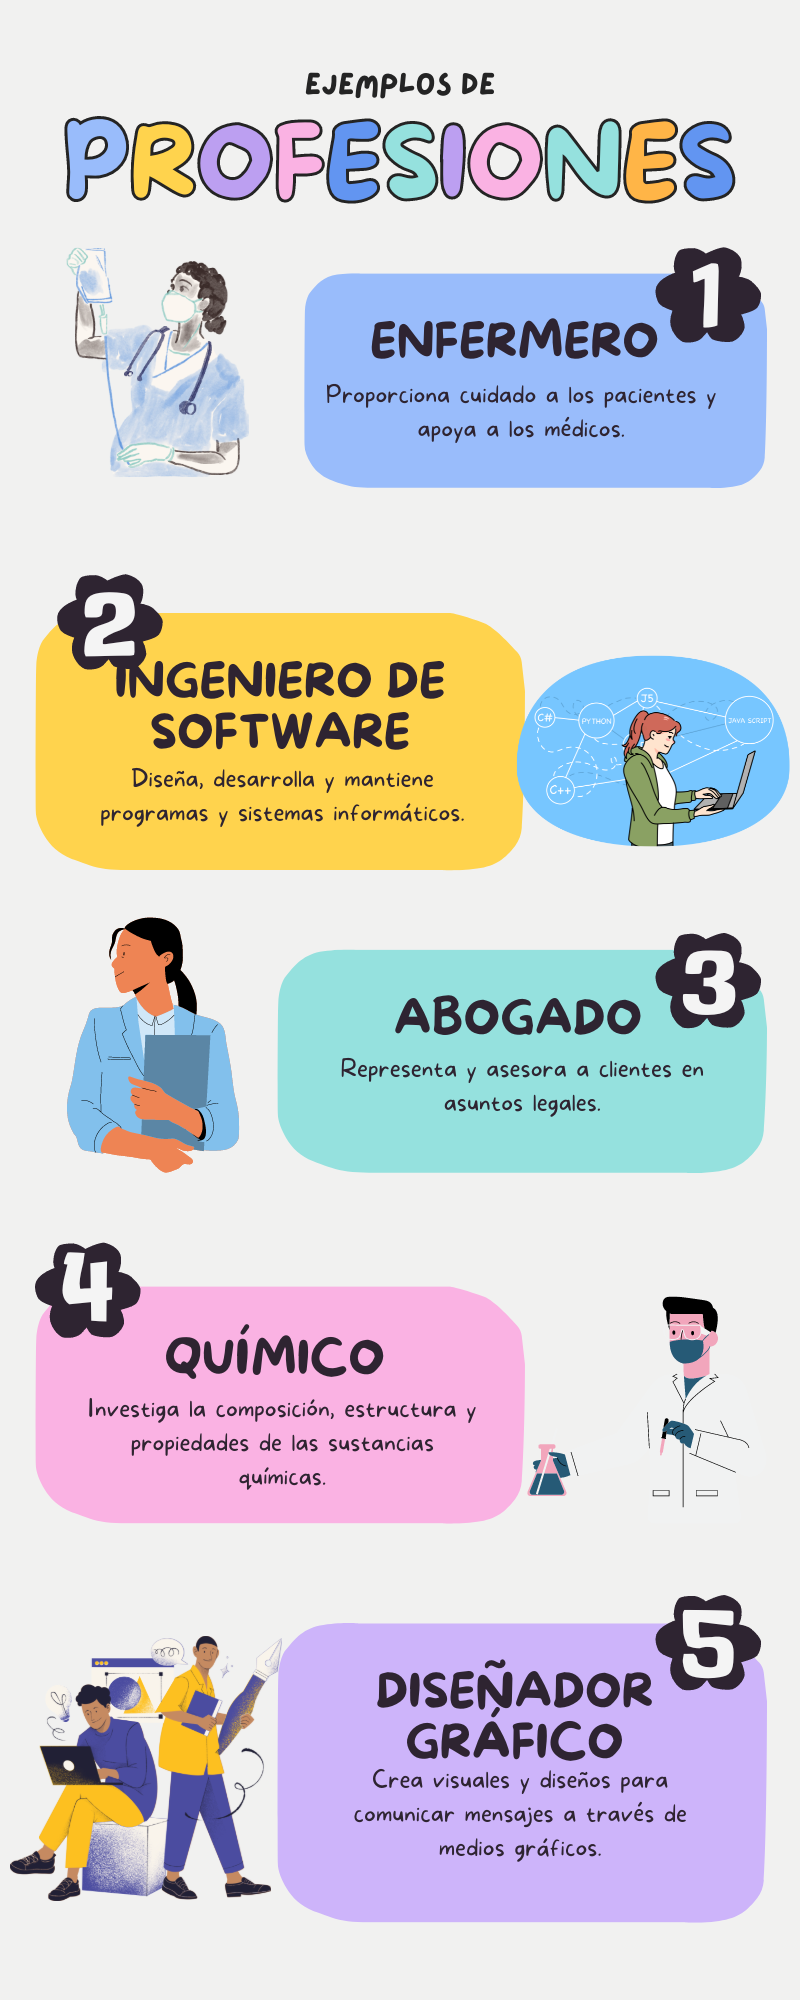 EJEMPLOS DE
PROFESIONES
1
ENFERMERO
Proporciona cuidado a los pacientes y
apoya a los médicos.
2
INGENIERO DE
SOFTWARE
Diseña, desarrolla y mantiene
programas y sistemas informáticos.
C#
PYTHON
JS
JAVA SCRIPT
C++
3
ABOGADO
Representa y asesora a clientes en
asuntos legales.
4
QUÍMICO
Investiga la composición, estructura y
propiedades de las sustancias
químicas.
5
DISEÑADOR
GRÁFICO
Crea visuales y diseños para
comunicar mensajes a través de
medios gráficos.